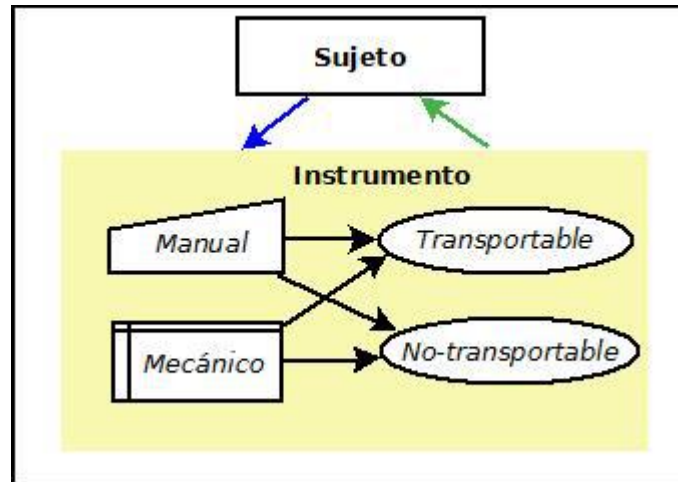 Sujeto
Instrumento
Manual
Transportable
Mecánico
No-transportable